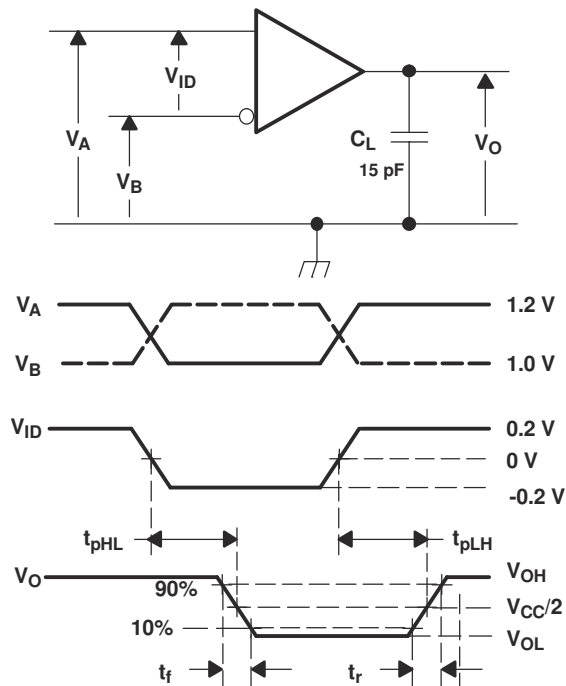 V_ID
V_A
V_B
C_L
15 pF
V_O
V_A
1.2 V
V_B
1.0 V
V_ID
0.2 V
0 V
-0.2 V
t_pHL
t_pLH
V_O
V_OH
90%
V_CC/2
10%
V_OL
t_f
t_r